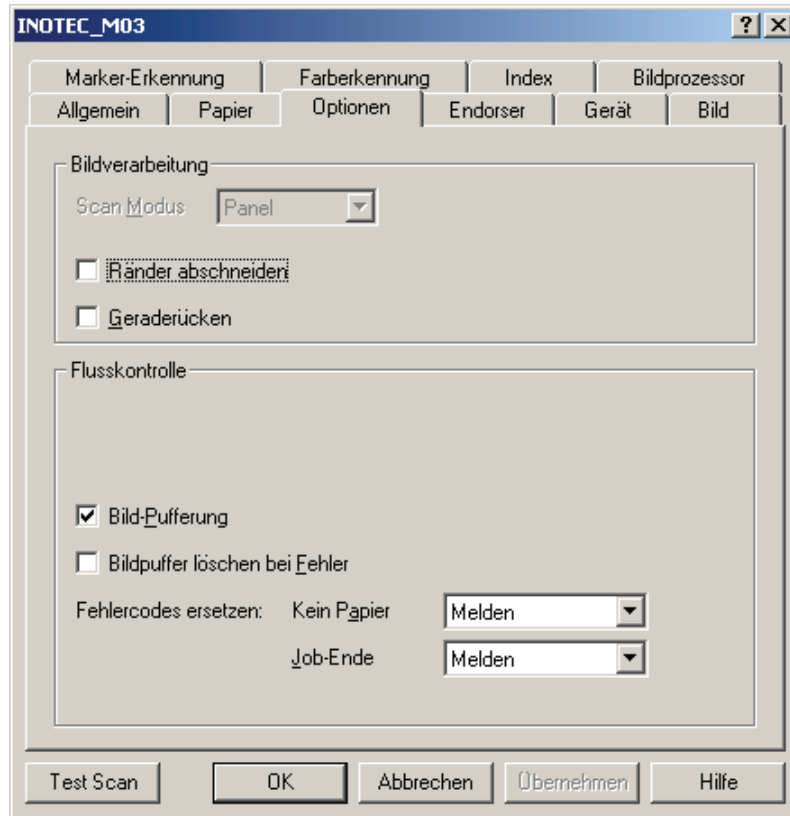 INOTEC_M03
Marker-Erkennung Farberkennung Index Bildprozessor
Allgemein Papier Optionen Endorser Gerät Bild
Bildverarbeitung
Scan Modus Panel
Ränder abschneiden
Geraderücken
Flusskontrolle
Bild-Pufferung
Bildpuffer löschen bei Fehler
Fehlercodes ersetzen: Kein Papier Melden
Job-Ende Melden
Test Scan OK Abbrechen Übernehmen Hilfe